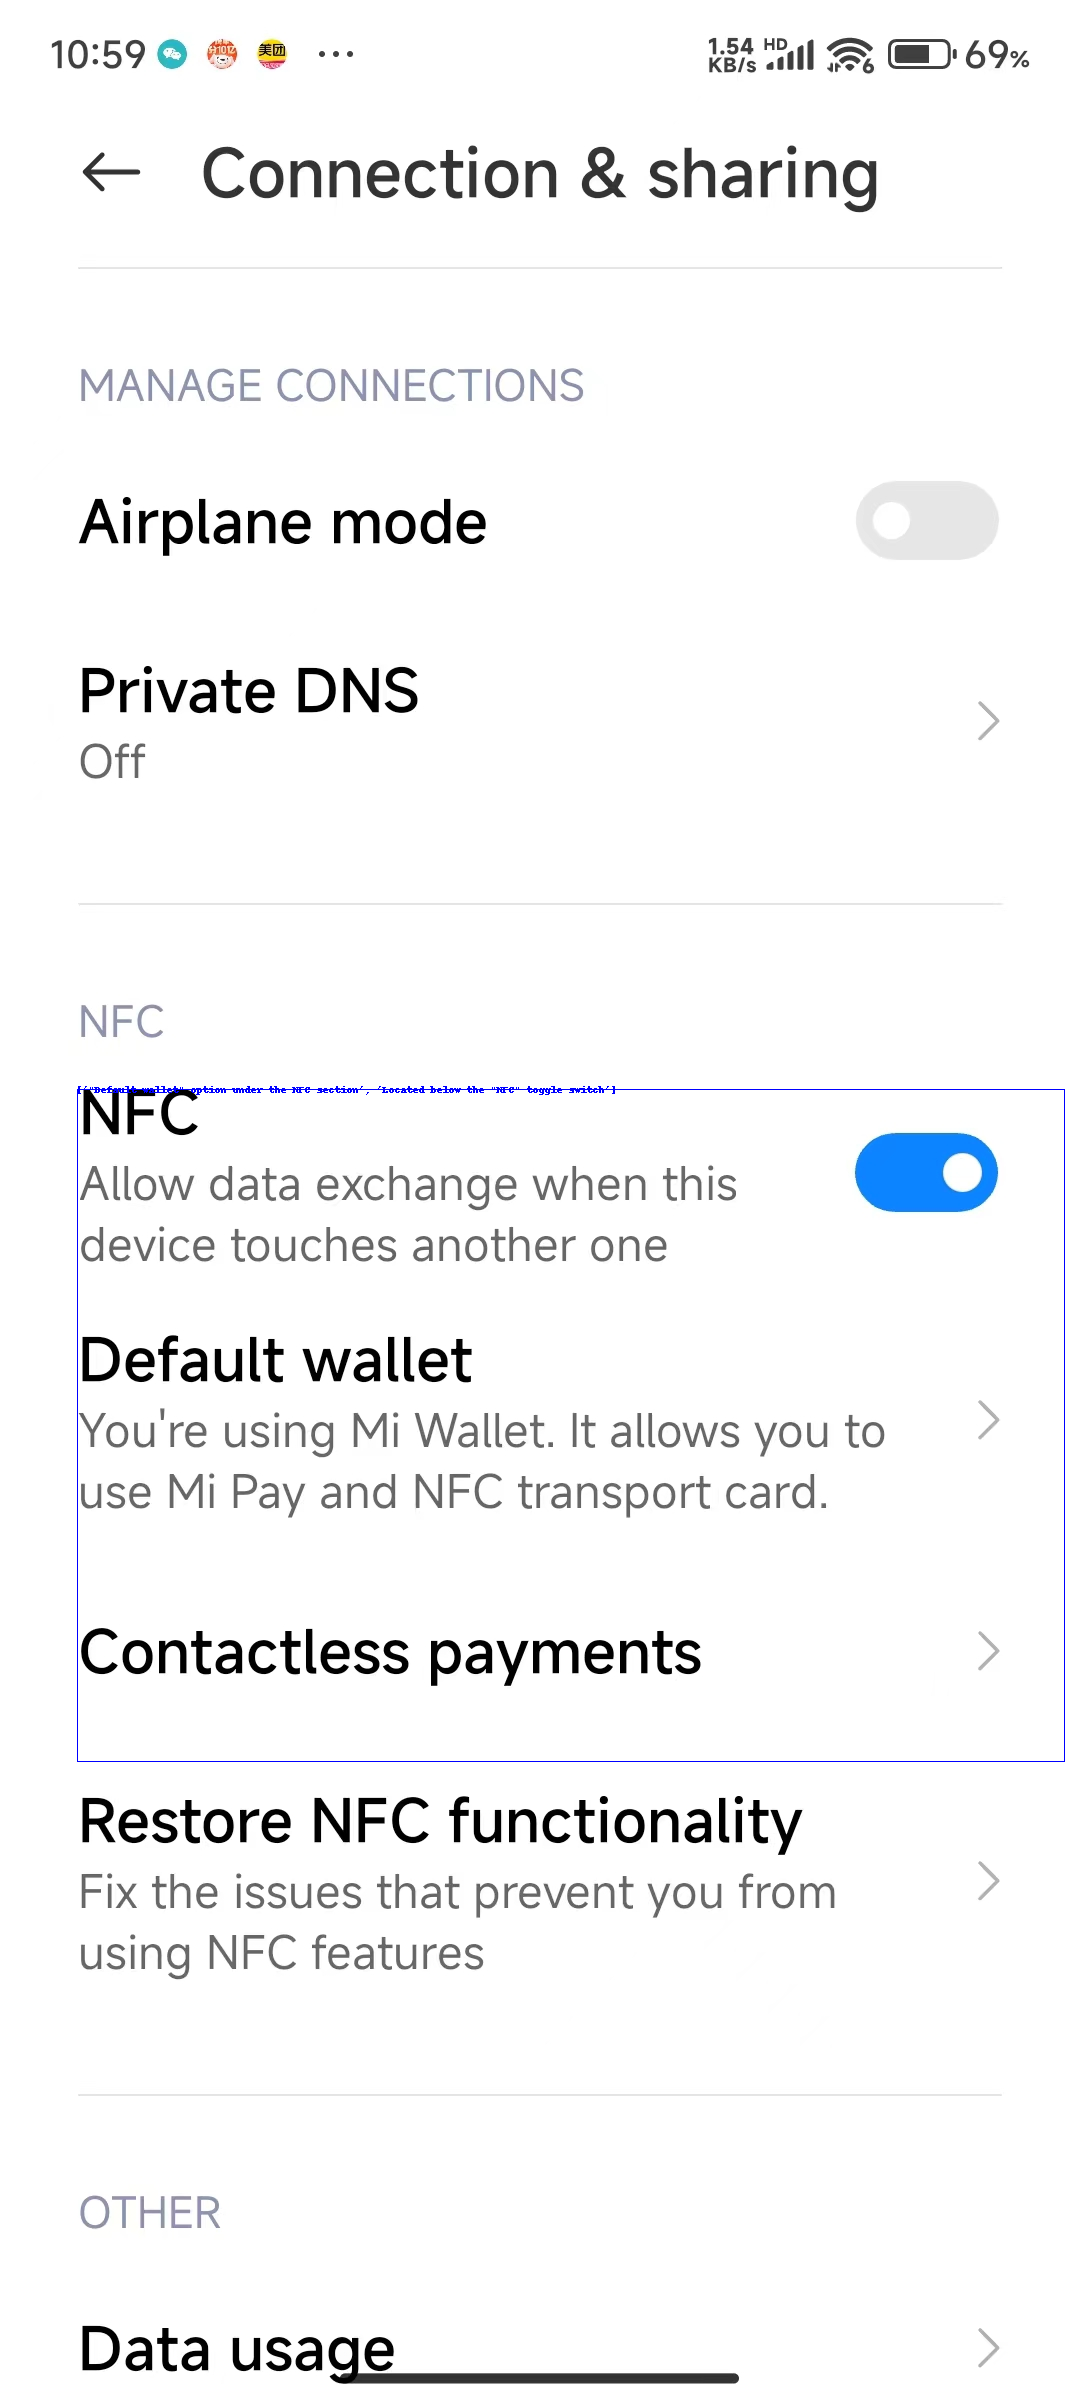 10:59 美团 ... 1.54 KB/s HD 6 69%
Connection & sharing
MANAGE CONNECTIONS
Airplane mode
Private DNS
Off
NFC
['"Default wallet" option under the NFC section', 'Located below the "NFC" toggle switch']
NFC
Allow data exchange when this
device touches another one
Default wallet
You're using Mi Wallet. It allows you to
use Mi Pay and NFC transport card.
Contactless payments
Restore NFC functionality
Fix the issues that prevent you from
using NFC features
OTHER
Data usage